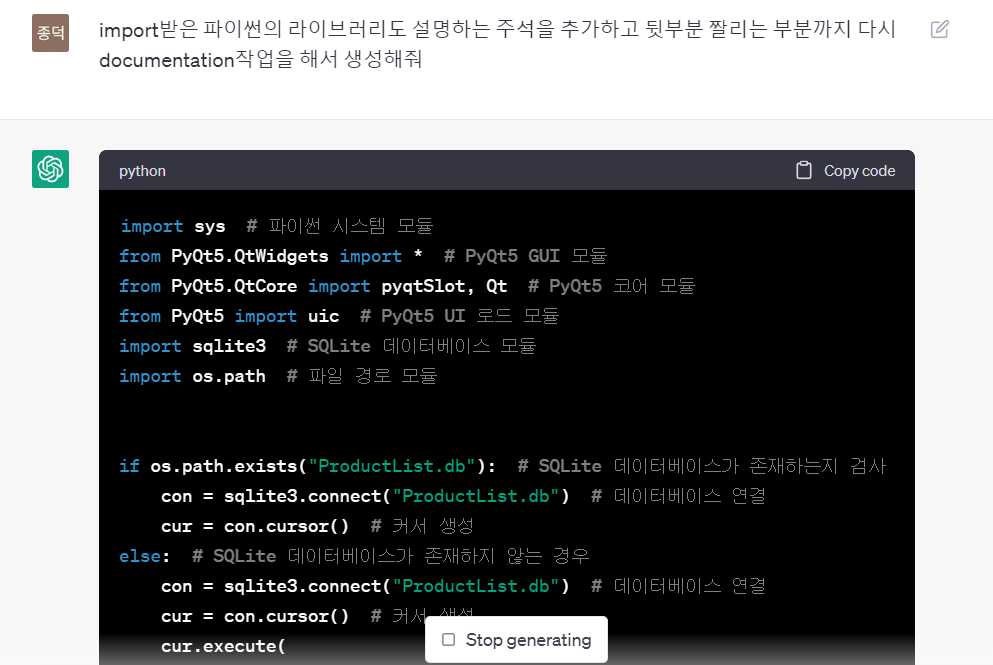 종덕
import받은 파이썬의 라이브러리도 설명하는 주석을 추가하고 뒷부분 짤리는 부분까지 다시
documentation작업을 해서 생성해줘
python
Copy code
import sys  # 파이썬 시스템 모듈
from PyQt5.QtWidgets import *  # PyQt5 GUI 모듈
from PyQt5.QtCore import pyqtSlot, Qt  # PyQt5 코어 모듈
from PyQt5 import uic  # PyQt5 UI 로드 모듈
import sqlite3  # SQLite 데이터베이스 모듈
import os.path  # 파일 경로 모듈
if os.path.exists("ProductList.db"):  # SQLite 데이터베이스가 존재하는지 검사
    con = sqlite3.connect("ProductList.db")  # 데이터베이스 연결
    cur = con.cursor()  # 커서 생성
else:  # SQLite 데이터베이스가 존재하지 않는 경우
    con = sqlite3.connect("ProductList.db")  # 데이터베이스 연결
    cur = con.cursor()  # 커서 생성
    cur.execute(
Stop generating